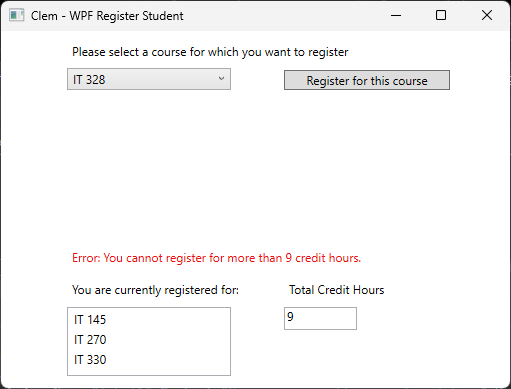 Clem - WPF Register Student
Please select a course for which you want to register
IT 328
Register for this course
Error: You cannot register for more than 9 credit hours.
You are currently registered for:
Total Credit Hours
IT 145
9
IT 270
IT 330